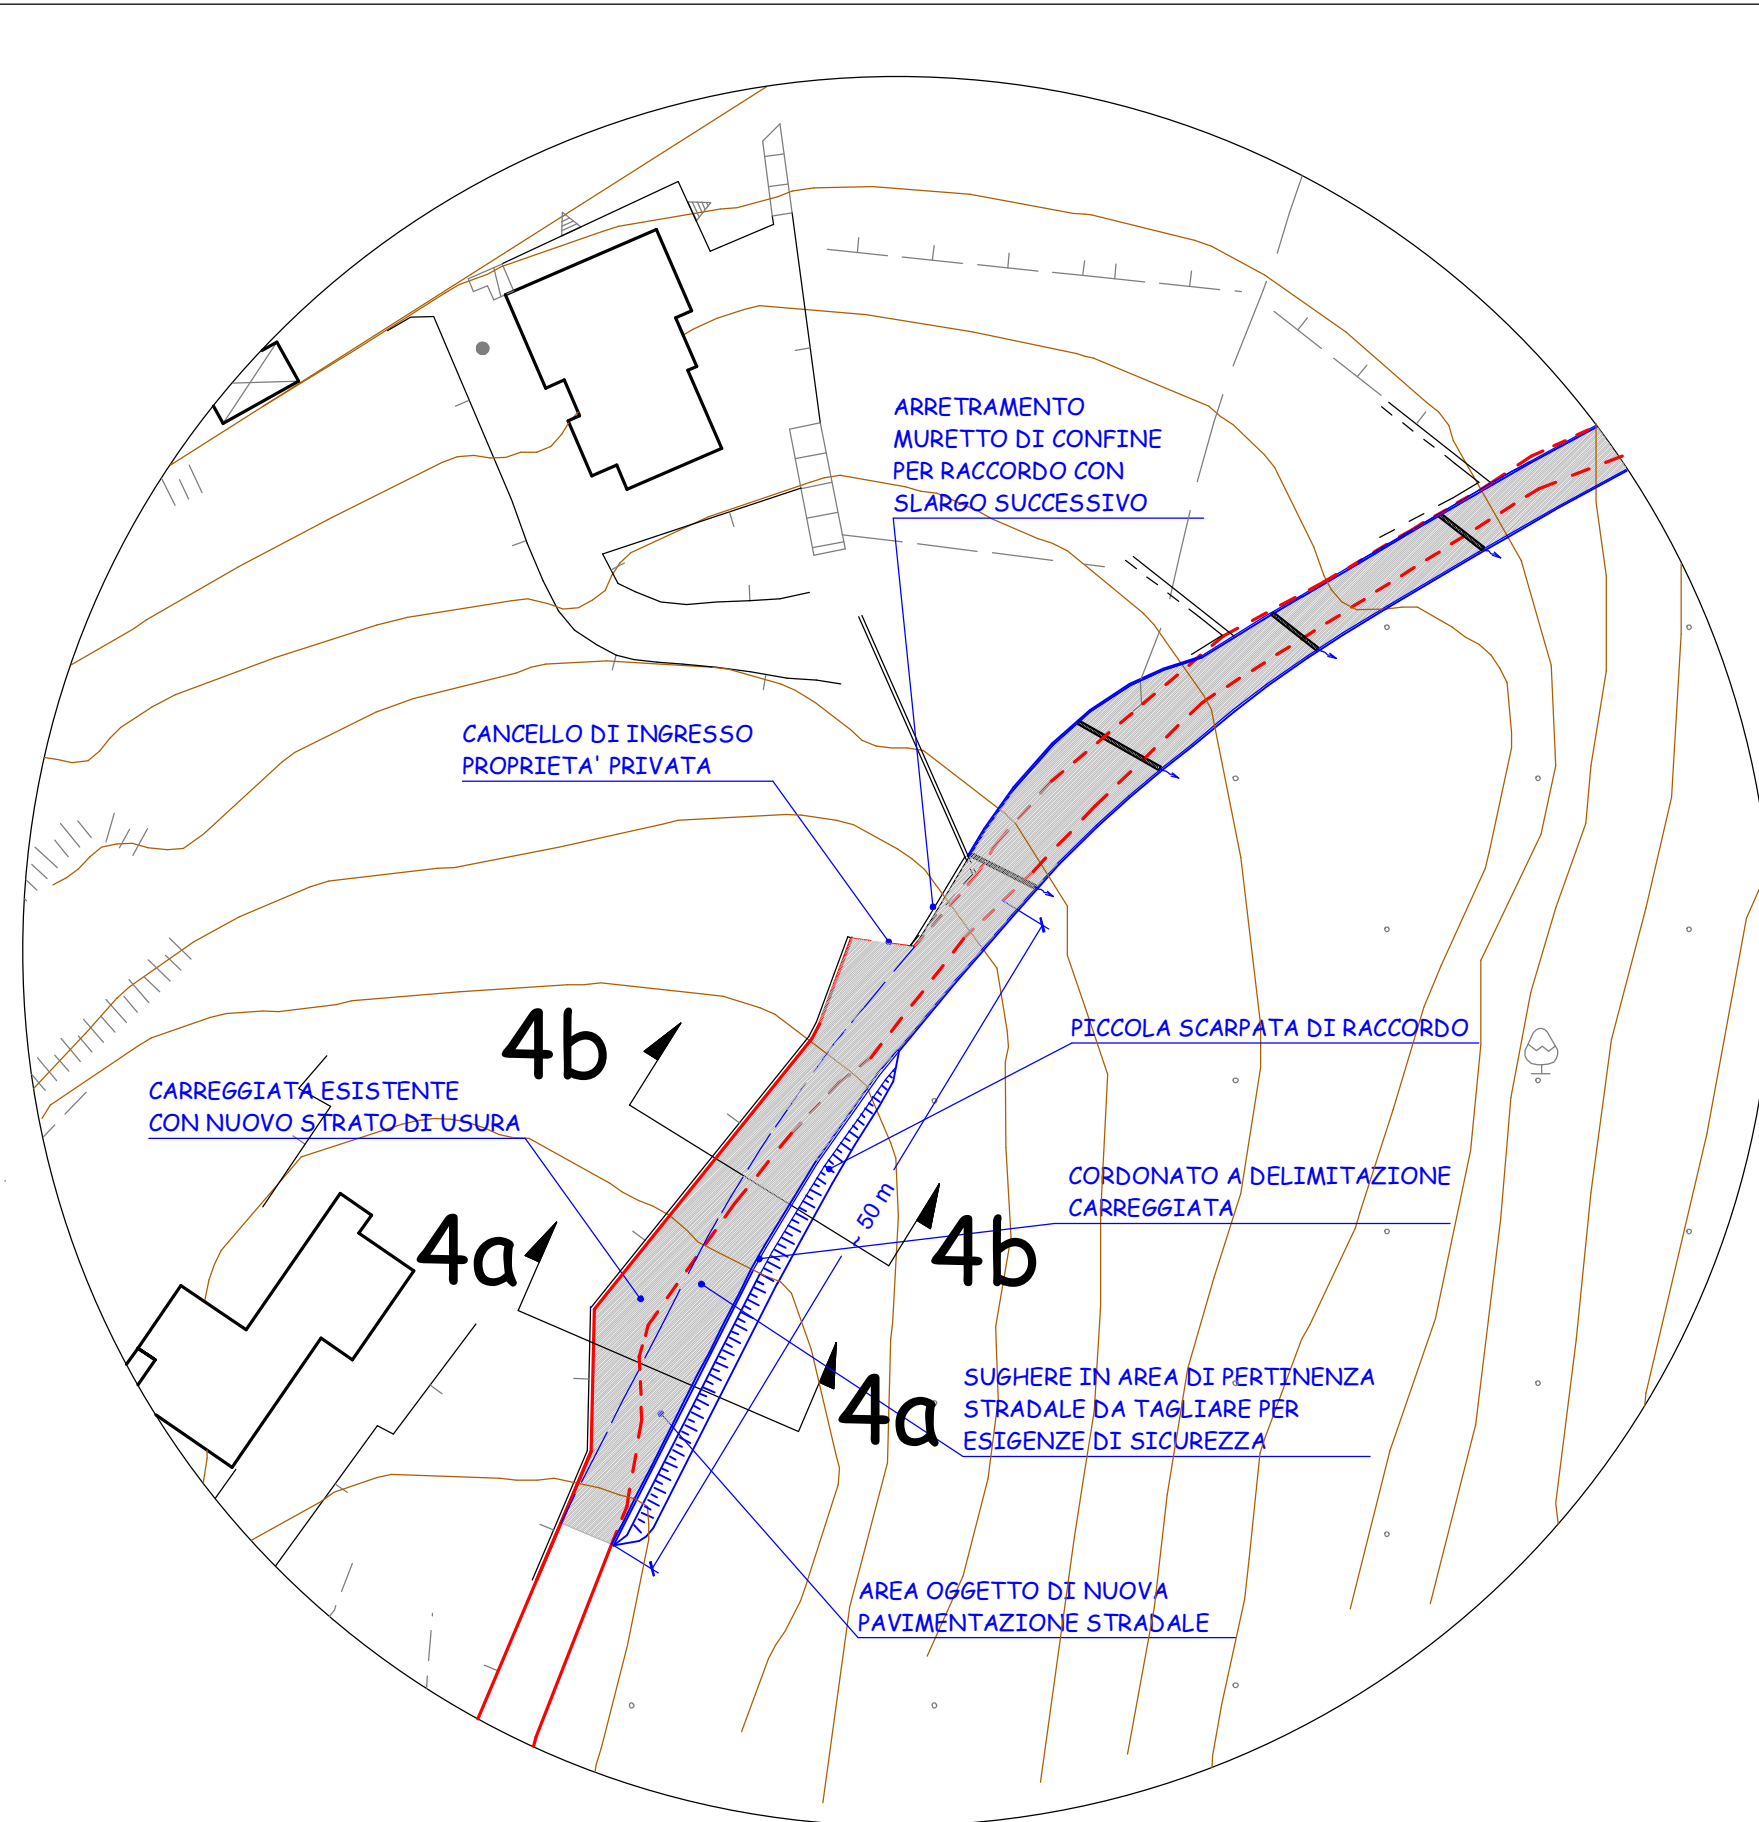 ARRETRAMENTO
MURETTO DI CONFINE
PER RACCORDO CON
SLARGO SUCCESSIVO
CANCELLO DI INGRESSO
PROPRIETA' PRIVATA
4b
PICCOLA SCARPATA DI RACCORDO
CARREGGIATA ESISTENTE
CON NUOVO STRATO DI USURA
CORDONATO A DELIMITAZIONE
CARREGGIATA
~ 50 m
4a
4b
SUGHERE IN AREA DI PERTINENZA
STRADALE DA TAGLIARE PER
ESIGENZE DI SICUREZZA
4a
AREA OGGETTO DI NUOVA
PAVIMENTAZIONE STRADALE